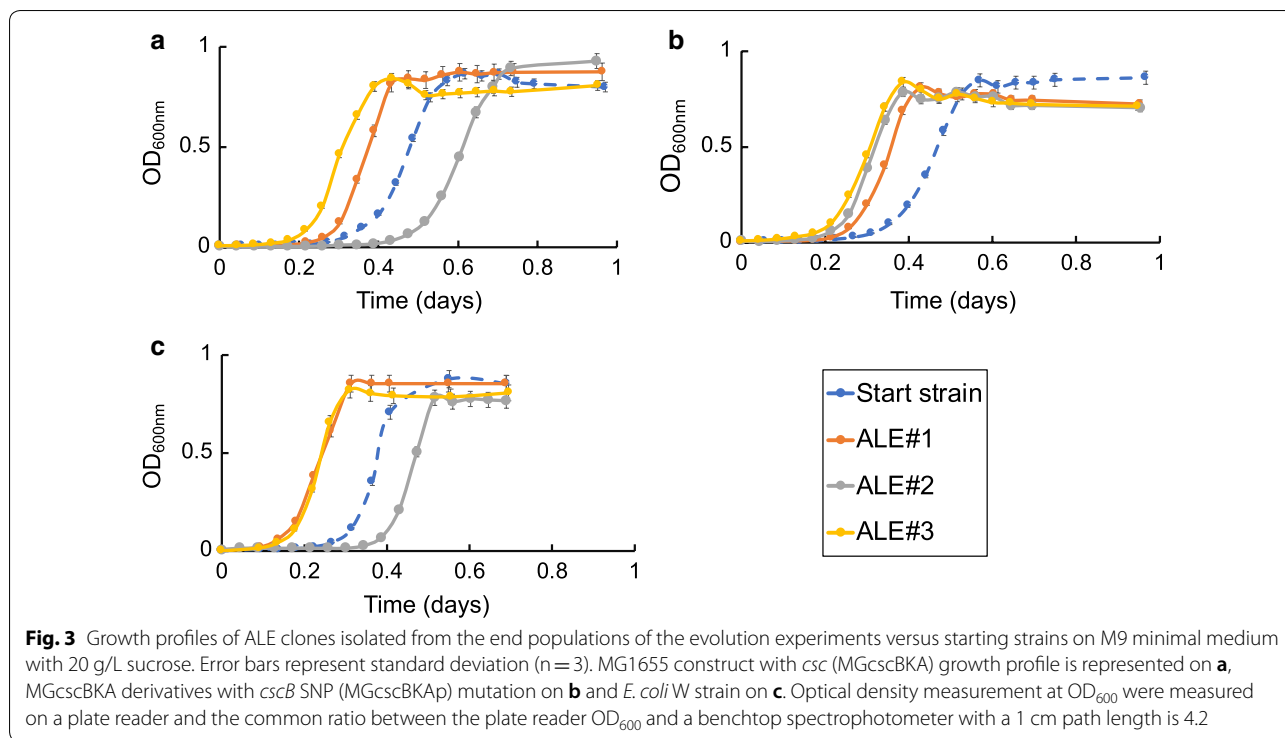 a
1
0.5
0
OD600nm
0 0.2 0.4 0.6 0.8 1
Time (days)
b
1
0.5
0
OD600nm
0 0.2 0.4 0.6 0.8 1
Time (days)
c
1
0.5
0
OD600nm
0 0.2 0.4 0.6 0.8 1
Time (days)
Start strain
ALE#1
ALE#2
ALE#3
Fig. 3 Growth profiles of ALE clones isolated from the end populations of the evolution experiments versus starting strains on M9 minimal medium
with 20 g/L sucrose. Error bars represent standard deviation (n = 3). MG1655 construct with csc (MGcscBKA) growth profile is represented on a,
MGcscBKA derivatives with cscB SNP (MGcscBKAp) mutation on b and E. coli W strain on c. Optical density measurement at OD600 were measured
on a plate reader and the common ratio between the plate reader OD600 and a benchtop spectrophotometer with a 1 cm path length is 4.2